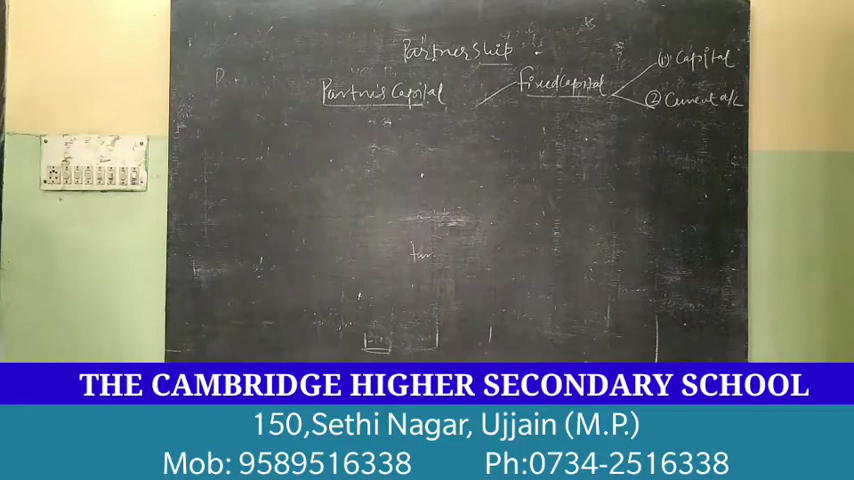 Partnership
Partners Capital
fixed Capital
(1) Capital
(2) Current a/c
THE CAMBRIDGE HIGHER SECONDARY SCHOOL
150,Sethi Nagar, Ujjain (M.P.)
Mob: 9589516338 Ph:0734-2516338